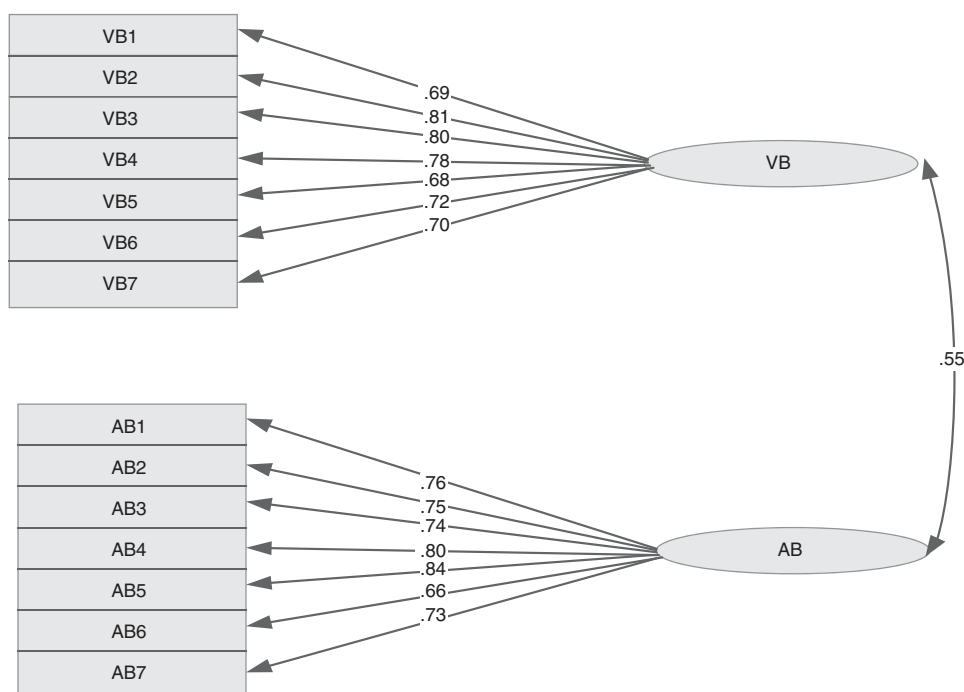 VB1
VB2
VB3
VB4
VB5
VB6
VB7
.69
.81
.80
.78
.68
.72
.70
VB
.55
AB1
AB2
AB3
AB4
AB5
AB6
AB7
.76
.75
.74
.80
.84
.66
.73
AB